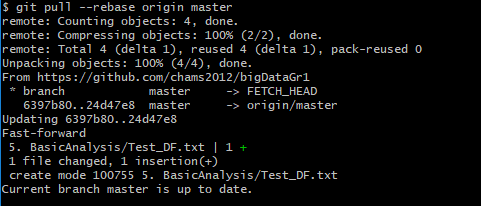 $ git pull --rebase origin master
remote: Counting objects: 4, done.
remote: Compressing objects: 100% (2/2), done.
remote: Total 4 (delta 1), reused 4 (delta 1), pack-reused 0
Unpacking objects: 100% (4/4), done.
From https://github.com/chams2012/bigDataGr1
 * branch            master     -> FETCH_HEAD
   6397b80..24d47e8  master     -> origin/master
Updating 6397b80..24d47e8
Fast-forward
 5. BasicAnalysis/Test_DF.txt | 1 +
 1 file changed, 1 insertion(+)
 create mode 100755 5. BasicAnalysis/Test_DF.txt
Current branch master is up to date.